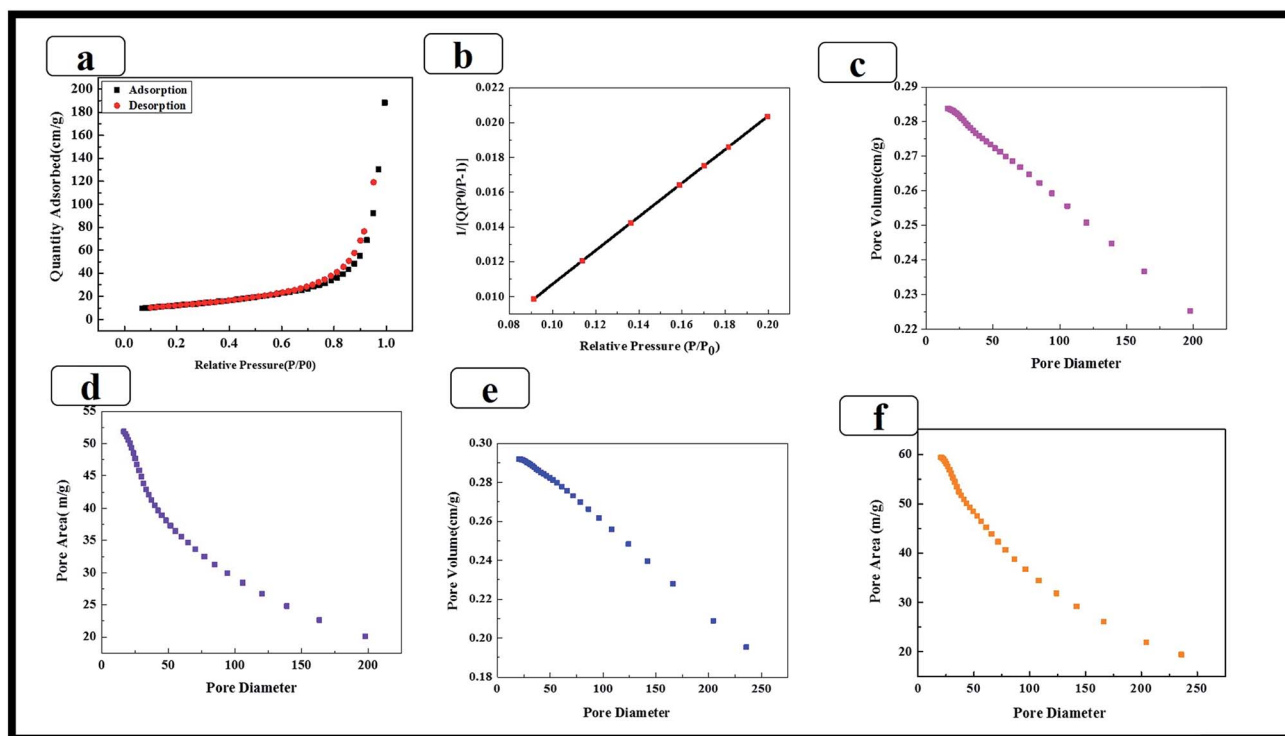 a
Adsorption
Desorption
Quantity Adsorbed(cm/g)
200
180
160
140
120
100
80
60
40
20
0
0.0 0.2 0.4 0.6 0.8 1.0
Relative Pressure(P/P0)
b
1/[Q(P0/P-1)]
0.022
0.020
0.018
0.016
0.014
0.012
0.010
0.08 0.10 0.12 0.14 0.16 0.18 0.20
Relative Pressure (P/P0)
c
Pore Volume(cm/g)
0.29
0.28
0.27
0.26
0.25
0.24
0.23
0.22
0 50 100 150 200
Pore Diameter
d
Pore Area( m/g)
55
50
45
40
35
30
25
20
0 50 100 150 200
Pore Diameter
e
Pore Volume(cm/g)
0.30
0.28
0.26
0.24
0.22
0.20
0.18
0 50 100 150 200 250
Pore Diameter
f
Pore Area (m/g)
60
50
40
30
20
0 50 100 150 200 250
Pore Diameter